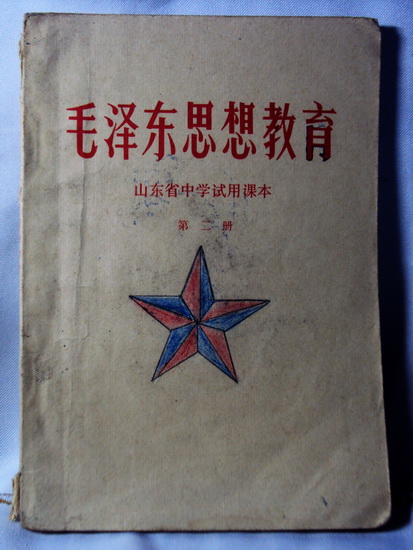 毛泽东思想教育
山东省中学试用课本
第二册